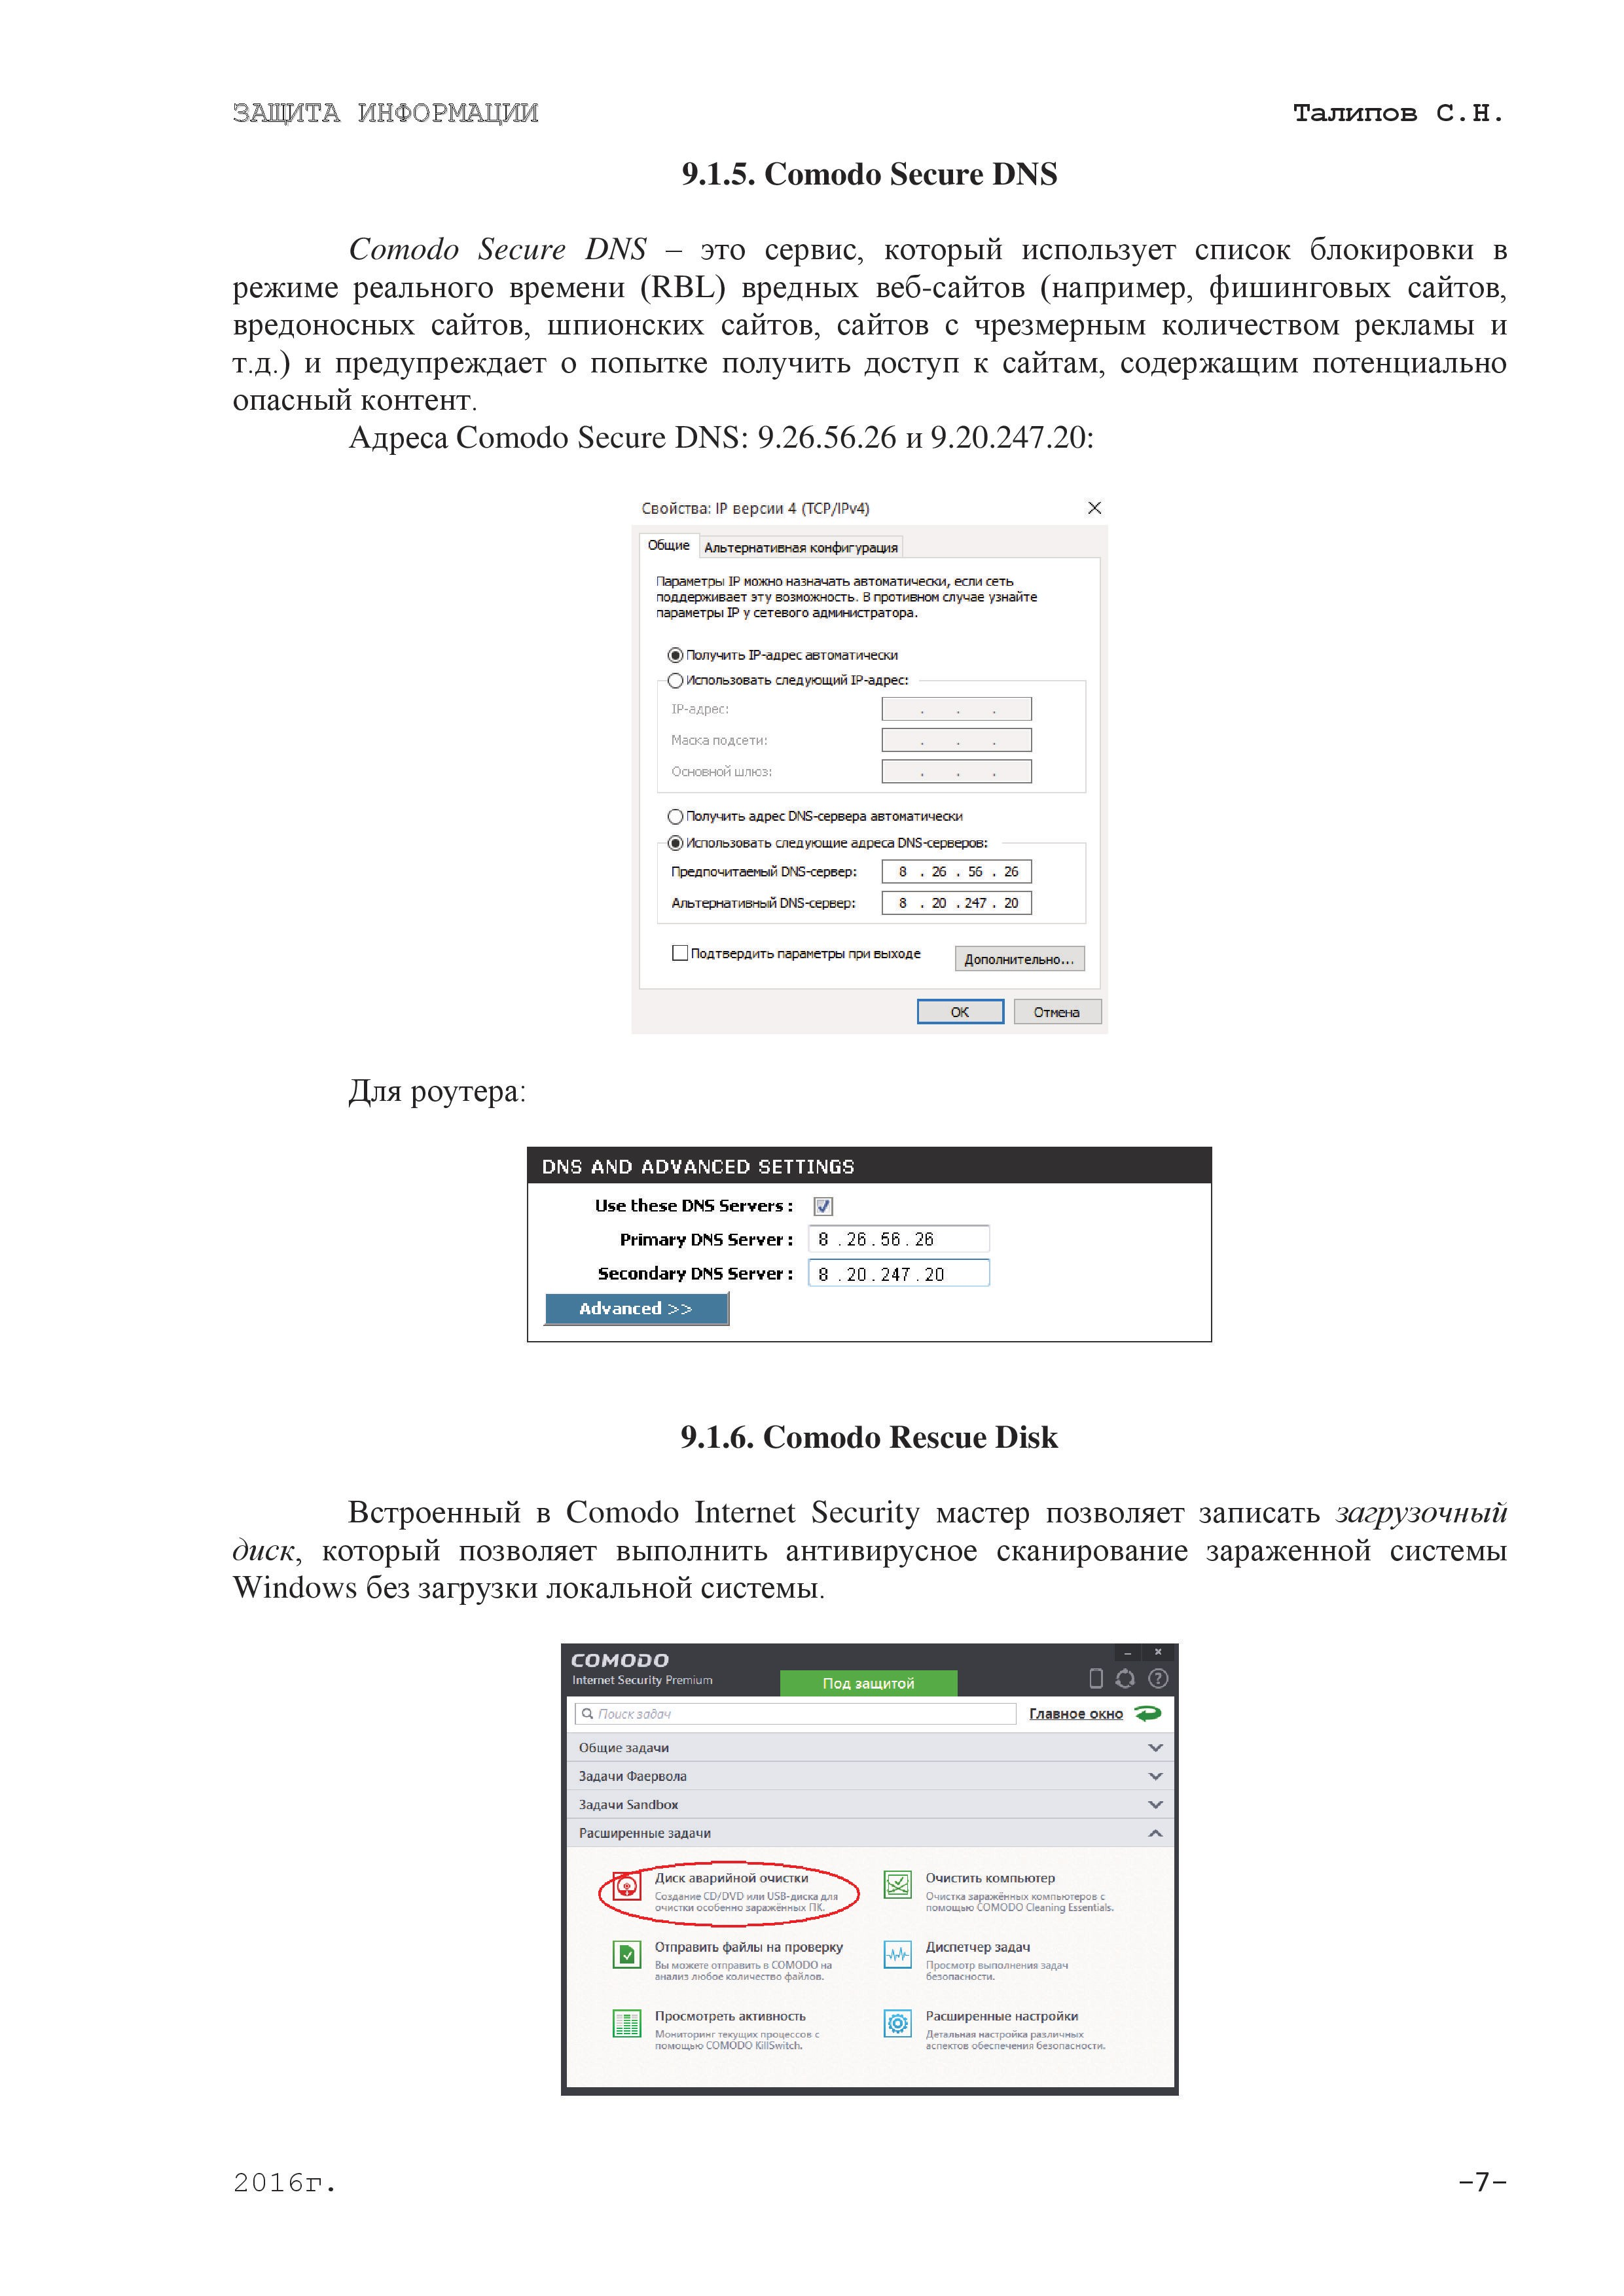 ЗАЩИТА ИНФОРМАЦИИ Талипов С.Н.
9.1.5. Comodo Secure DNS
Comodo Secure DNS – это сервис, который использует список блокировки в
режиме реального времени (RBL) вредных веб-сайтов (например, фишинговых сайтов,
вредоносных сайтов, шпионских сайтов, сайтов с чрезмерным количеством рекламы и
т.д.) и предупреждает о попытке получить доступ к сайтам, содержащим потенциально
опасный контент.
Адреса Comodo Secure DNS: 9.26.56.26 и 9.20.247.20:
Свойства: IP версии 4 (TCP/IPv4)
Общие Альтернативная конфигурация
Параметры IP можно назначать автоматически, если сеть
поддерживает эту возможность. В противном случае узнайте
параметры IP у сетевого администратора.
Получить IP-адрес автоматически
Использовать следующий IP-адрес:
IP-адрес: . . .
Маска подсети: . . .
Основной шлюз: . . .
Получить адрес DNS-сервера автоматически
Использовать следующие адреса DNS-серверов:
Предпочитаемый DNS-сервер: 8 . 26 . 56 . 26
Альтернативный DNS-сервер: 8 . 20 . 247 . 20
Подтвердить параметры при выходе Дополнительно...
ОК Отмена
Для роутера:
DNS AND ADVANCED SETTINGS
Use these DNS Servers :
Primary DNS Server : 8 . 26 . 56 . 26
Secondary DNS Server : 8 . 20 . 247 . 20
Advanced >>
9.1.6. Comodo Rescue Disk
Встроенный в Comodo Internet Security мастер позволяет записать загрузочный
диск, который позволяет выполнить антивирусное сканирование зараженной системы
Windows без загрузки локальной системы.
COMODO
Internet Security Premium Под защитой
Поиск задач Главное окно
Общие задачи
Задачи Фаервола
Задачи Sandbox
Расширенные задачи
Диск аварийной очистки
Создание CD/DVD или USB-диска для
очистки особенно заражённых ПК.
Очистить компьютер
Очистка заражённых компьютеров с
помощью COMODO Cleaning Essentials.
Отправить файлы на проверку
Вы можете отправить в COMODO на
анализ любое количество файлов.
Диспетчер задач
Просмотр выполнения задач
безопасности.
Просмотреть активность
Мониторинг текущих процессов с
помощью COMODO KillSwitch.
Расширенные настройки
Детальная настройка различных
аспектов обеспечения безопасности.
2016г. -7-